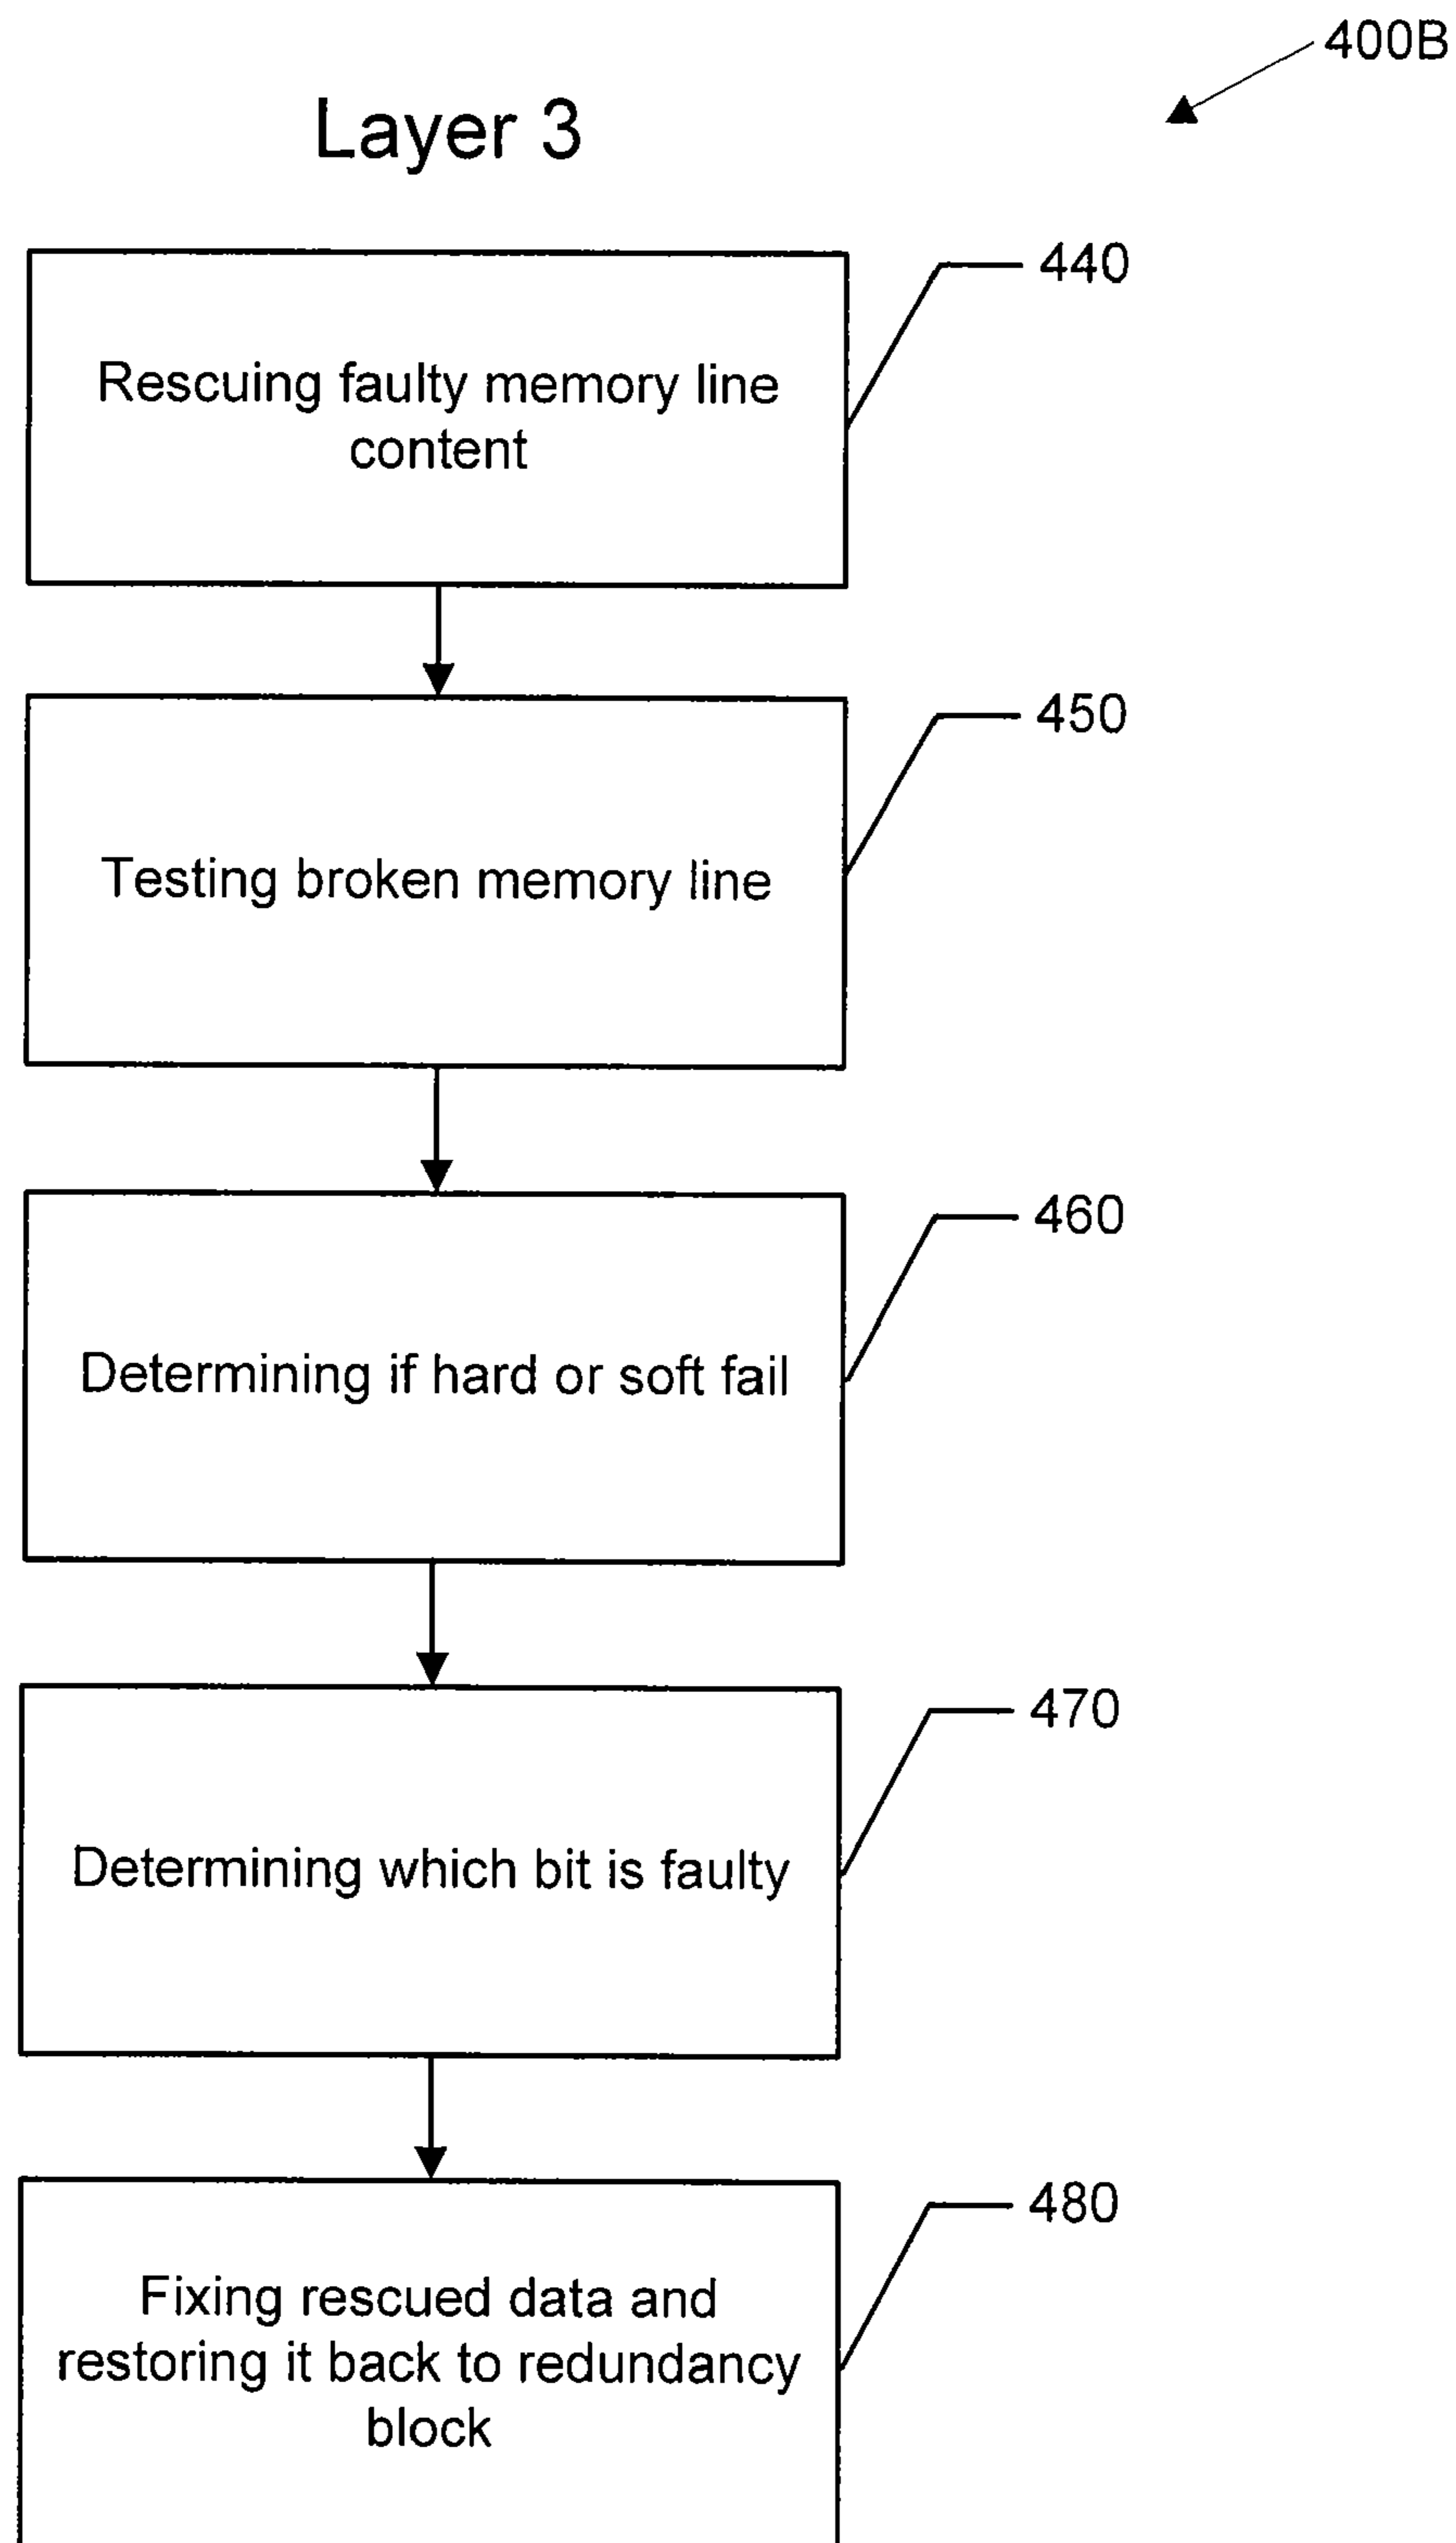 400B
Layer 3
440
Rescuing faulty memory line
content
450
Testing broken memory line
460
Determining if hard or soft fail
470
Determining which bit is faulty
480
Fixing rescued data and
restoring it back to redundancy
block